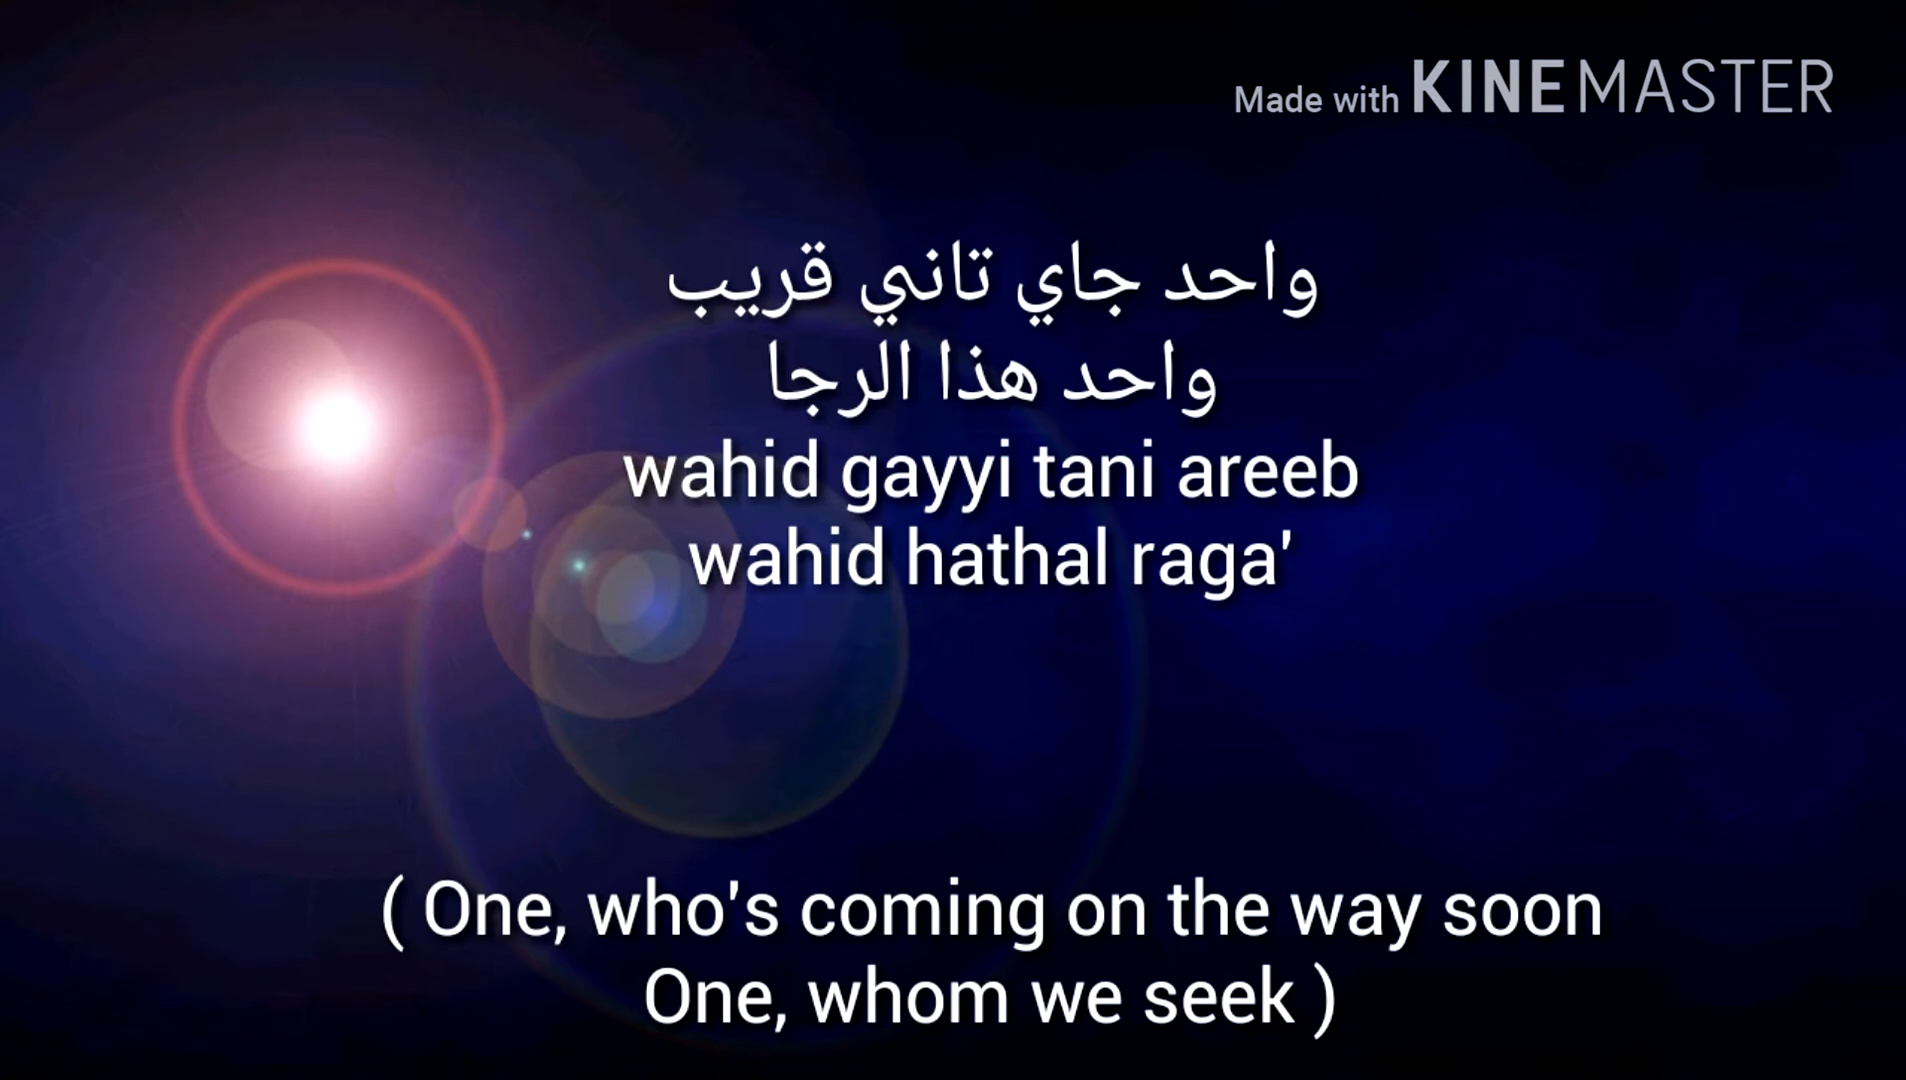 Made with KINEMASTER
واحد جاي تاني قريب
واحد هذا الرجا
wahid gayyi tani areeb
wahid hathal raga'
( One, who's coming on the way soon
One, whom we seek )